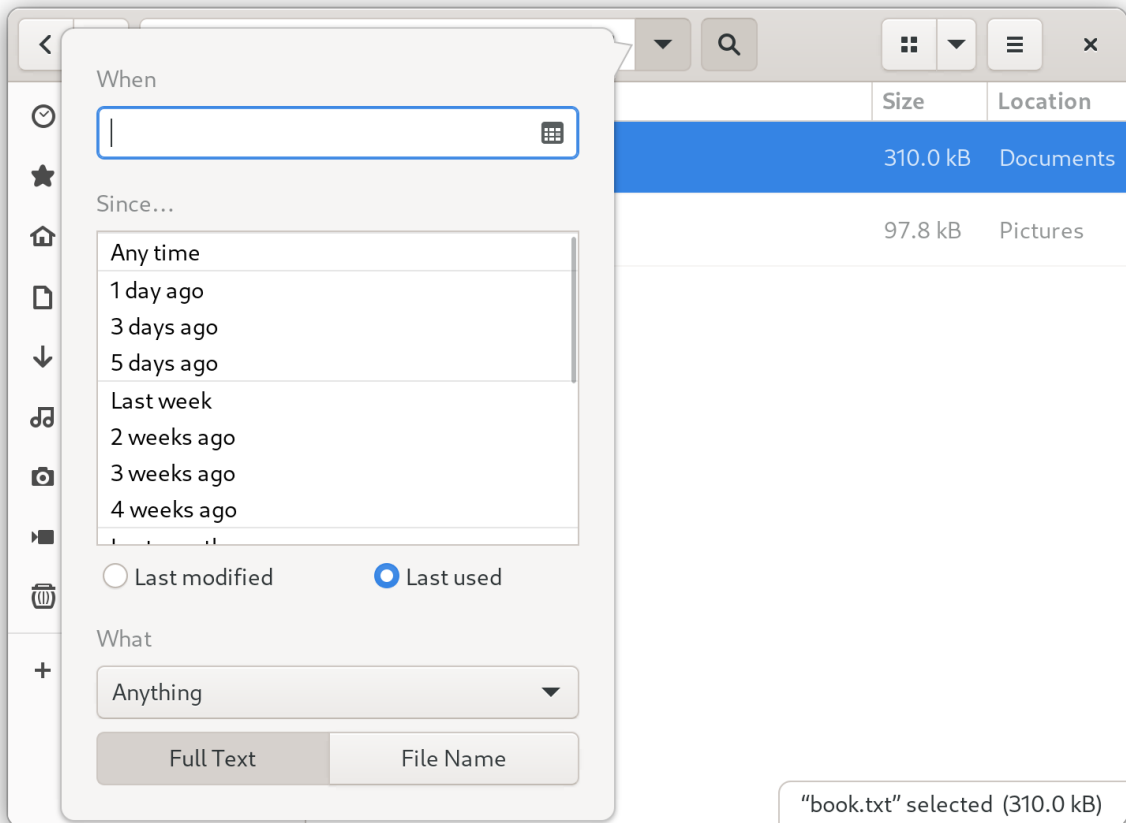 When
Size
Location
310.0 kB
Documents
Since...
97.8 kB
Pictures
Any time
1 day ago
3 days ago
5 days ago
Last week
2 weeks ago
3 weeks ago
4 weeks ago
Last modified
Last used
What
Anything
Full Text
File Name
“book.txt” selected (310.0 kB)